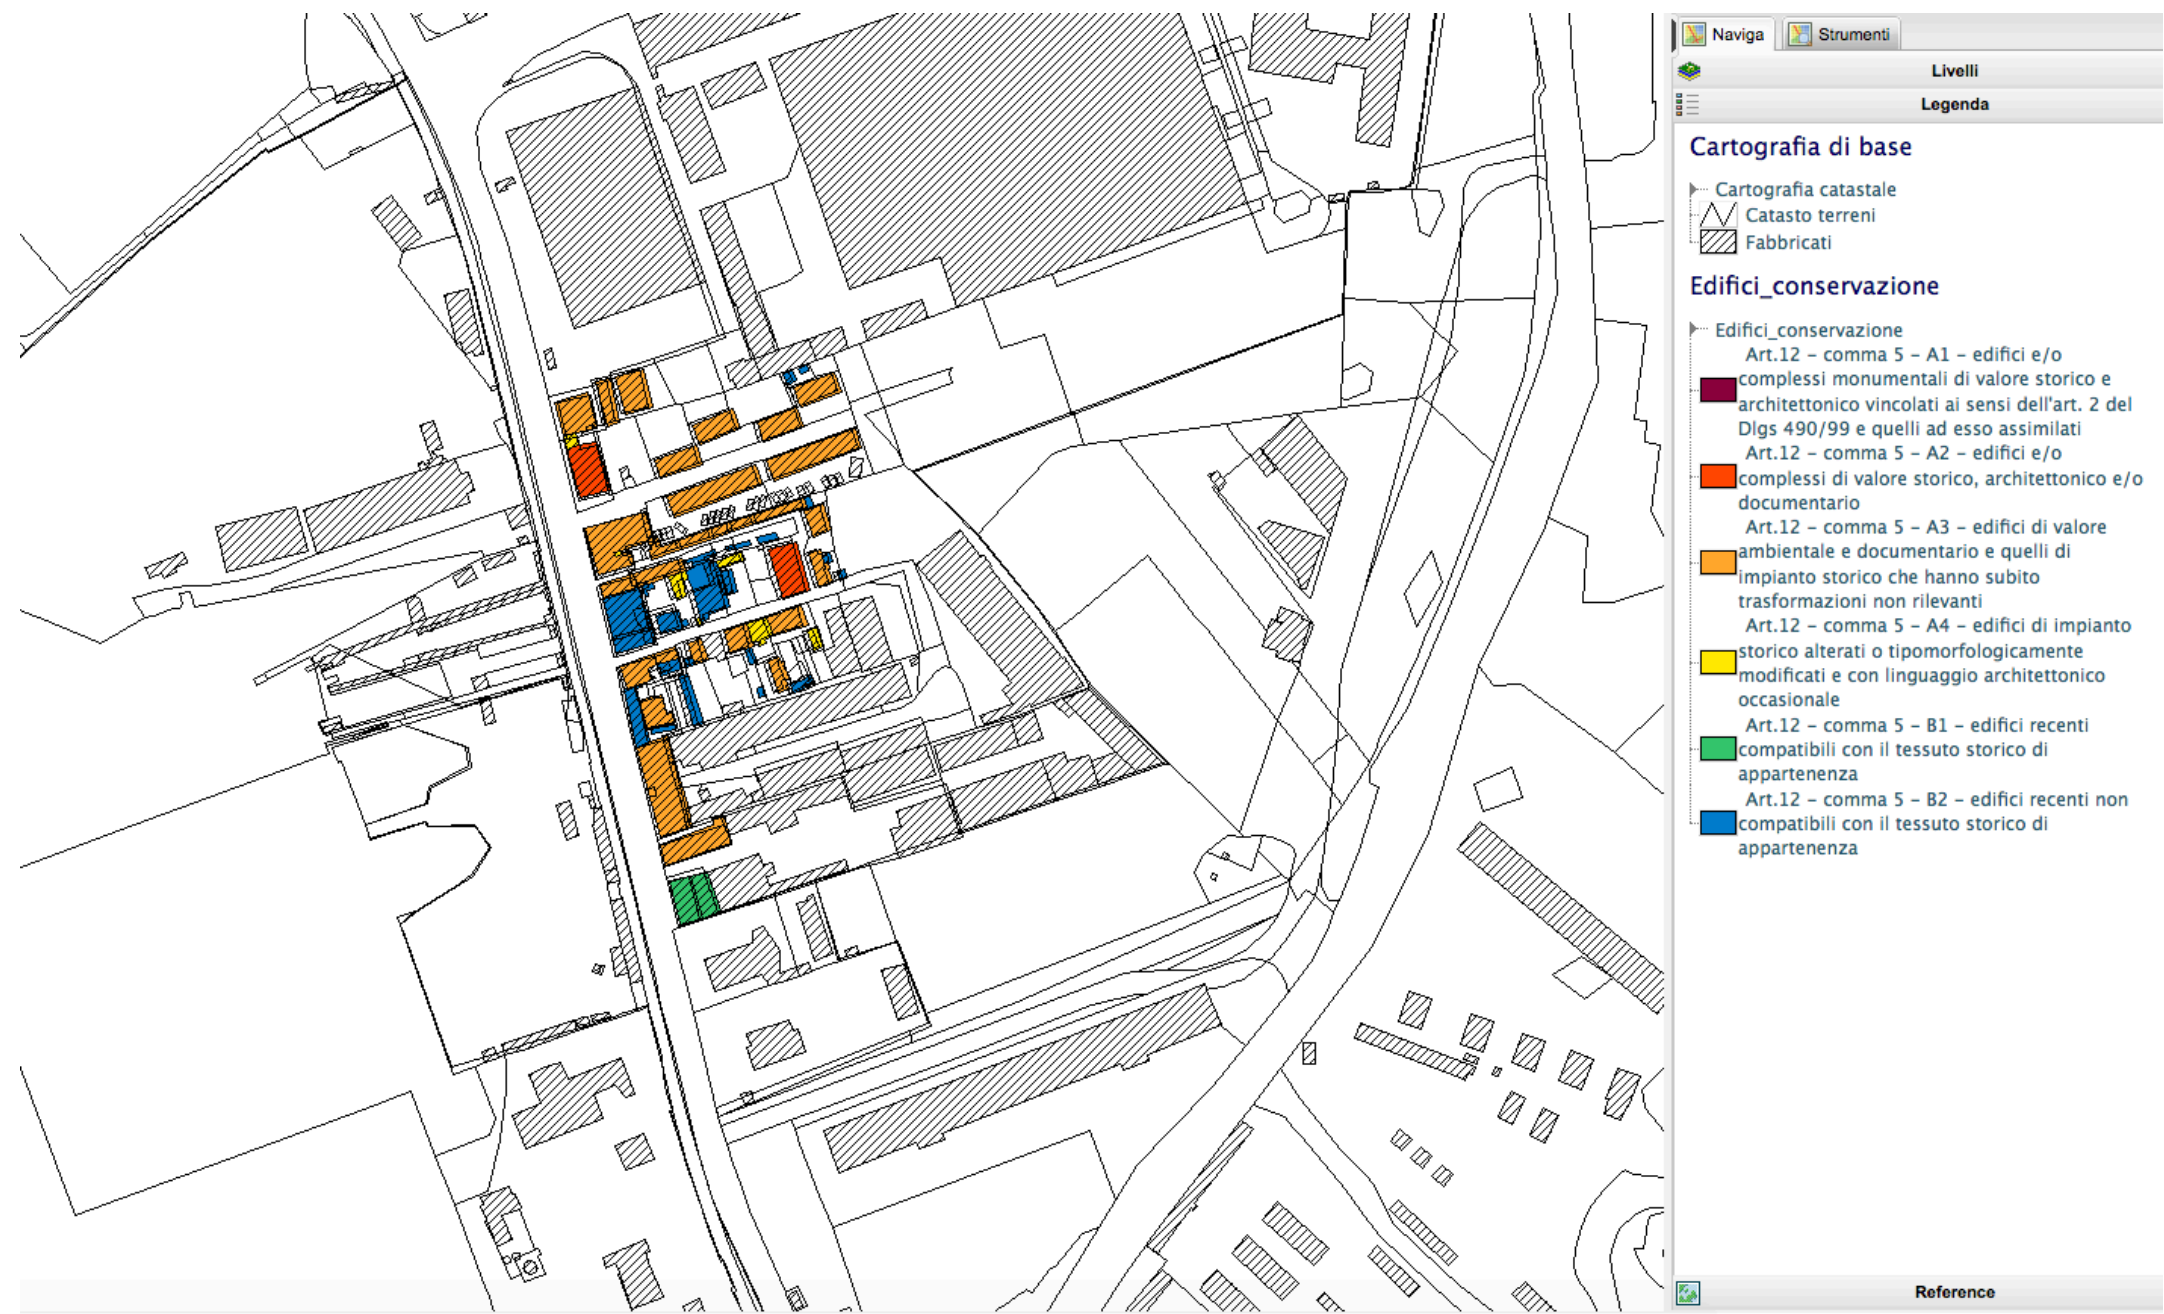 Naviga
Strumenti
Livelli
Legenda
Cartografia di base
Cartografia catastale
Catasto terreni
Fabbricati
Edifici_conservazione
Edifici_conservazione
Art.12 - comma 5 - A1 - edifici e/o
complessi monumentali di valore storico e
architettonico vincolati ai sensi dell'art. 2 del
Dlgs 490/99 e quelli ad esso assimilati
Art.12 - comma 5 - A2 - edifici e/o
complessi di valore storico, architettonico e/o
documentario
Art.12 - comma 5 - A3 - edifici di valore
ambientale e documentario e quelli di
impianto storico che hanno subito
trasformazioni non rilevanti
Art.12 - comma 5 - A4 - edifici di impianto
storico alterati o tipomorfologicamente
modificati e con linguaggio architettonico
occasionale
Art.12 - comma 5 - B1 - edifici recenti
compatibili con il tessuto storico di
appartenenza
Art.12 - comma 5 - B2 - edifici recenti non
compatibili con il tessuto storico di
appartenenza
Reference